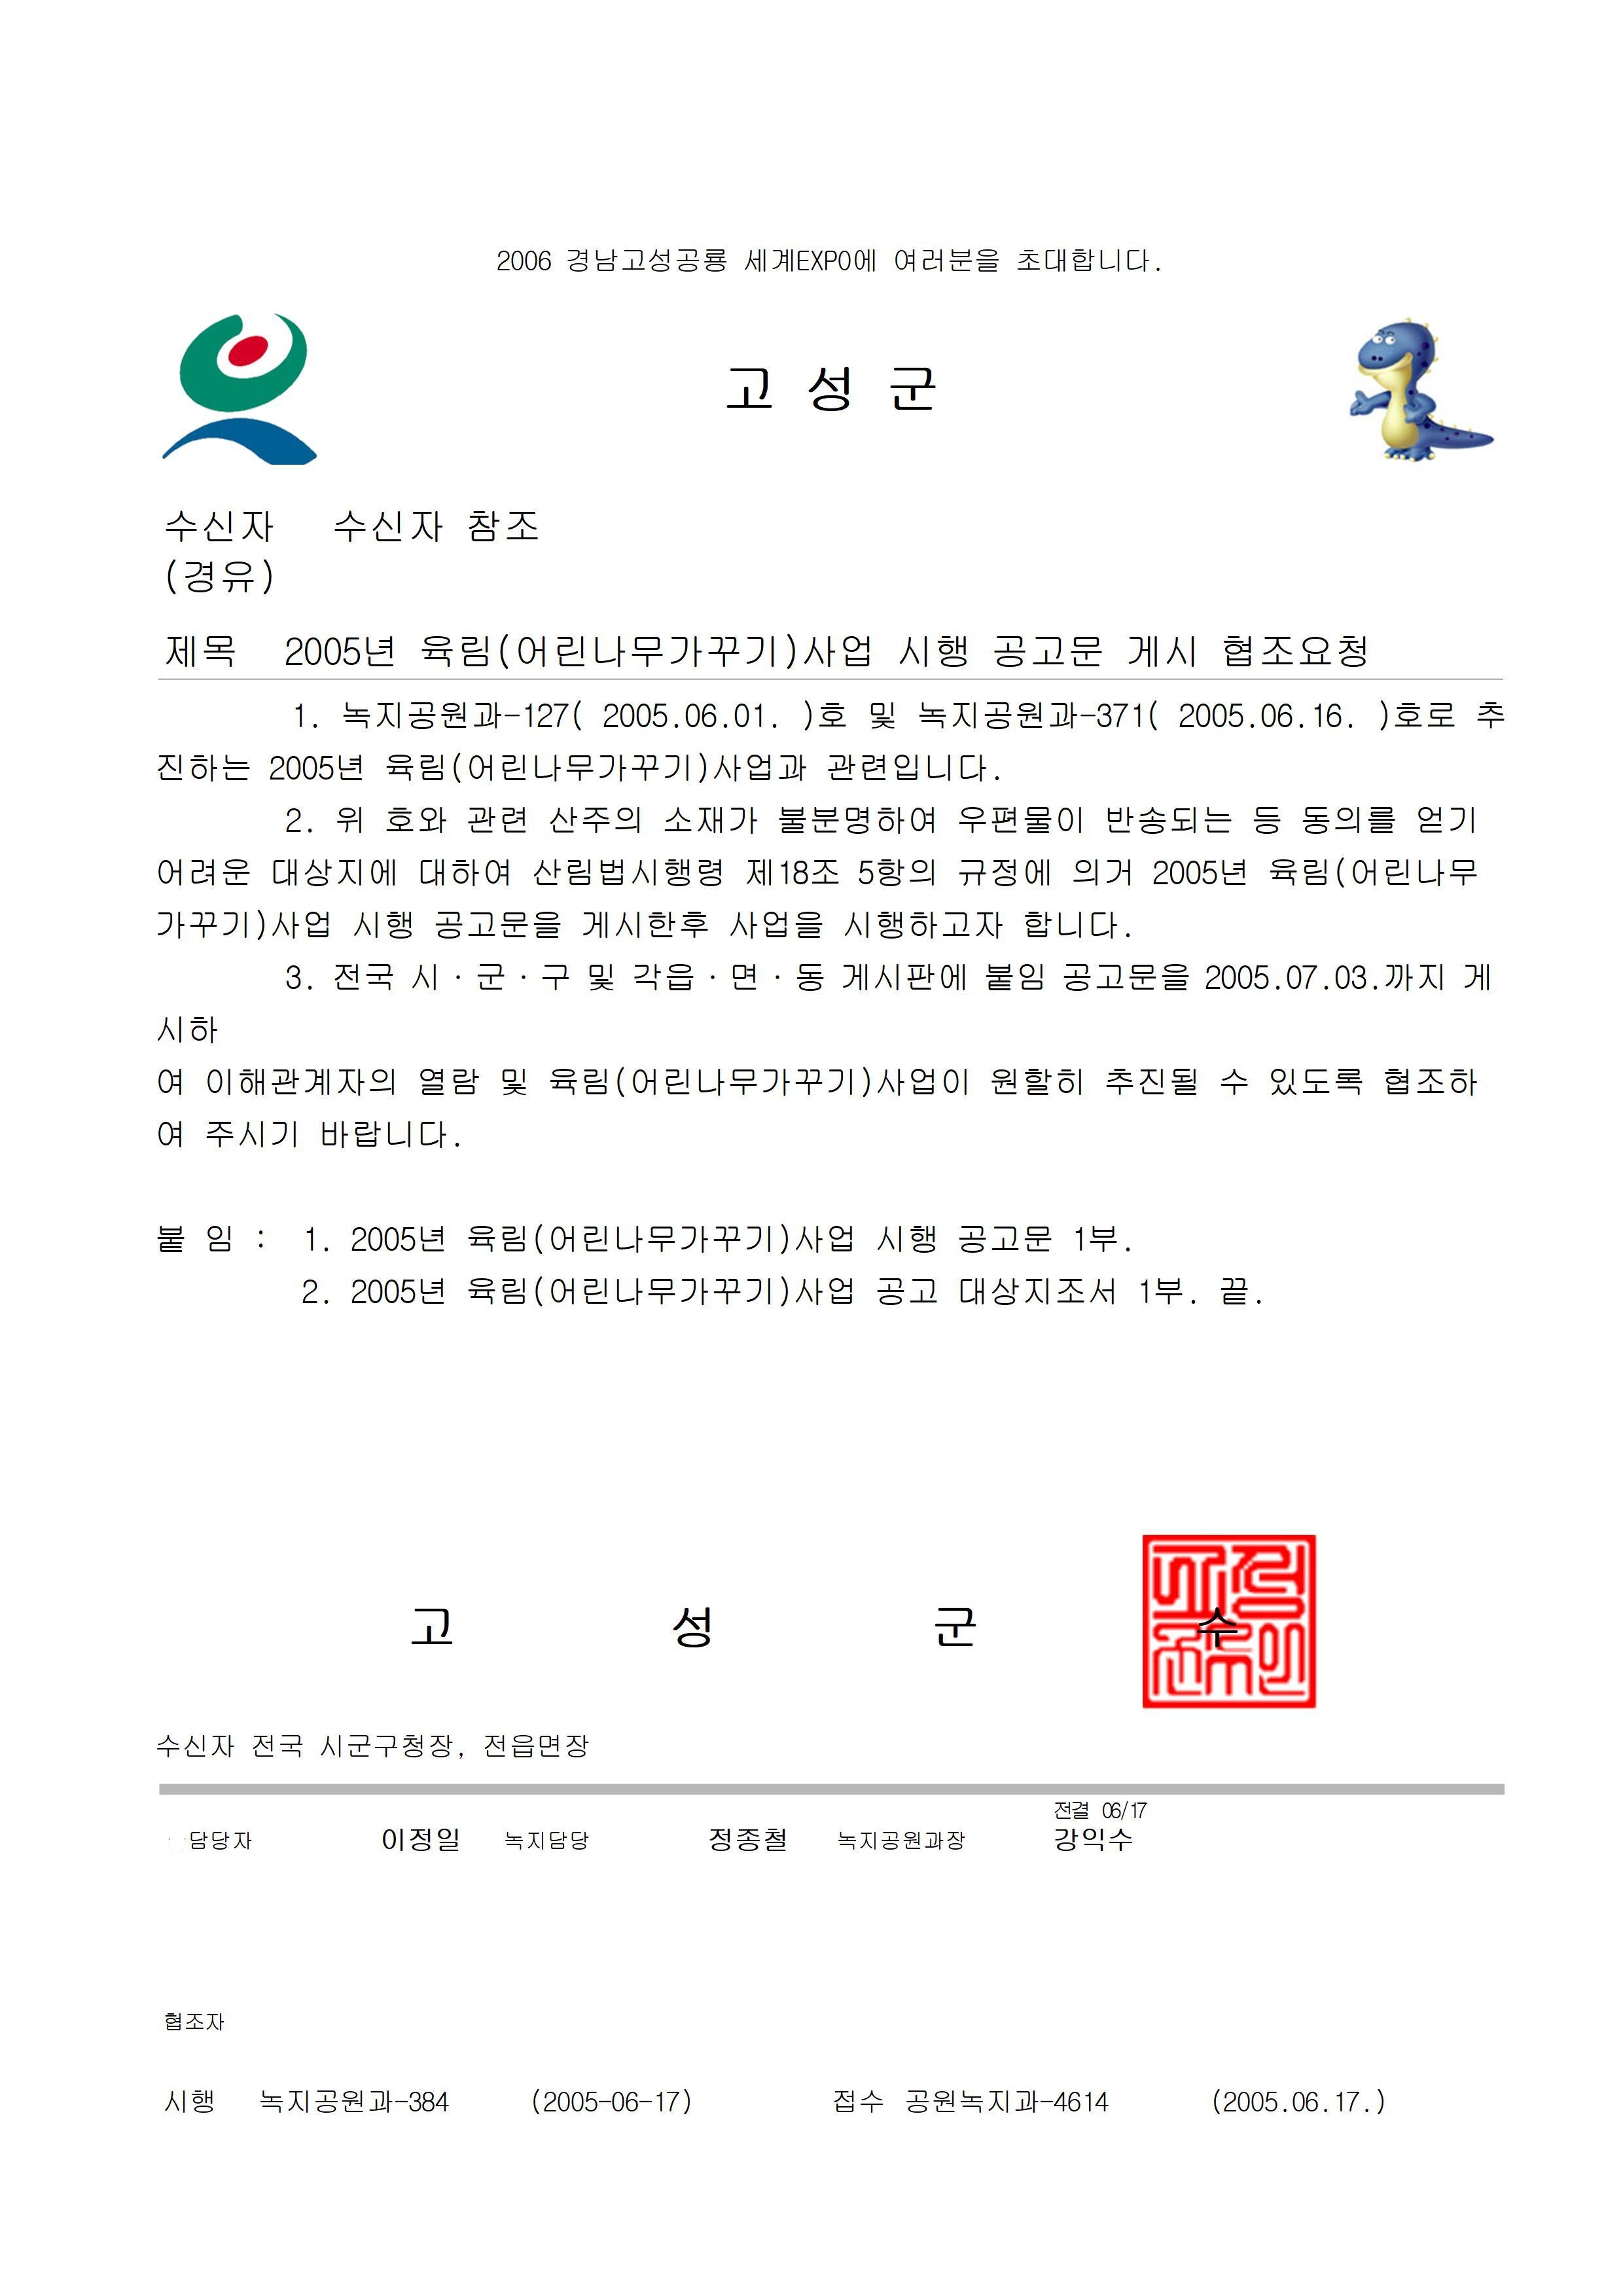 2006 경남고성공룡 세계EXPO에 여러분을 초대합니다.
고 성 군
수신자 수신자 참조
(경유)
제목 2005년 육림(어린나무가꾸기)사업 시행 공고문 게시 협조요청
1. 녹지공원과-127( 2005.06.01. )호 및 녹지공원과-371( 2005.06.16. )호로 추
진하는 2005년 육림(어린나무가꾸기)사업과 관련입니다.
2. 위 호와 관련 산주의 소재가 불분명하여 우편물이 반송되는 등 동의를 얻기
어려운 대상지에 대하여 산림법시행령 제18조 5항의 규정에 의거 2005년 육림(어린나무
가꾸기)사업 시행 공고문을 게시한후 사업을 시행하고자 합니다.
3. 전국 시·군·구 및 각읍·면·동 게시판에 붙임 공고문을 2005.07.03.까지 게
시하
여 이해관계자의 열람 및 육림(어린나무가꾸기)사업이 원할히 추진될 수 있도록 협조하
여 주시기 바랍니다.
붙 임 : 1. 2005년 육림(어린나무가꾸기)사업 시행 공고문 1부.
2. 2005년 육림(어린나무가꾸기)사업 공고 대상지조서 1부. 끝.
고 성 군 수
수신자 전국 시군구청장, 전읍면장
전결 06/17
담당자 이정일 녹지담당 정종철 녹지공원과장 강익수
협조자
시행 녹지공원과-384 (2005-06-17) 접수 공원녹지과-4614 (2005.06.17.)